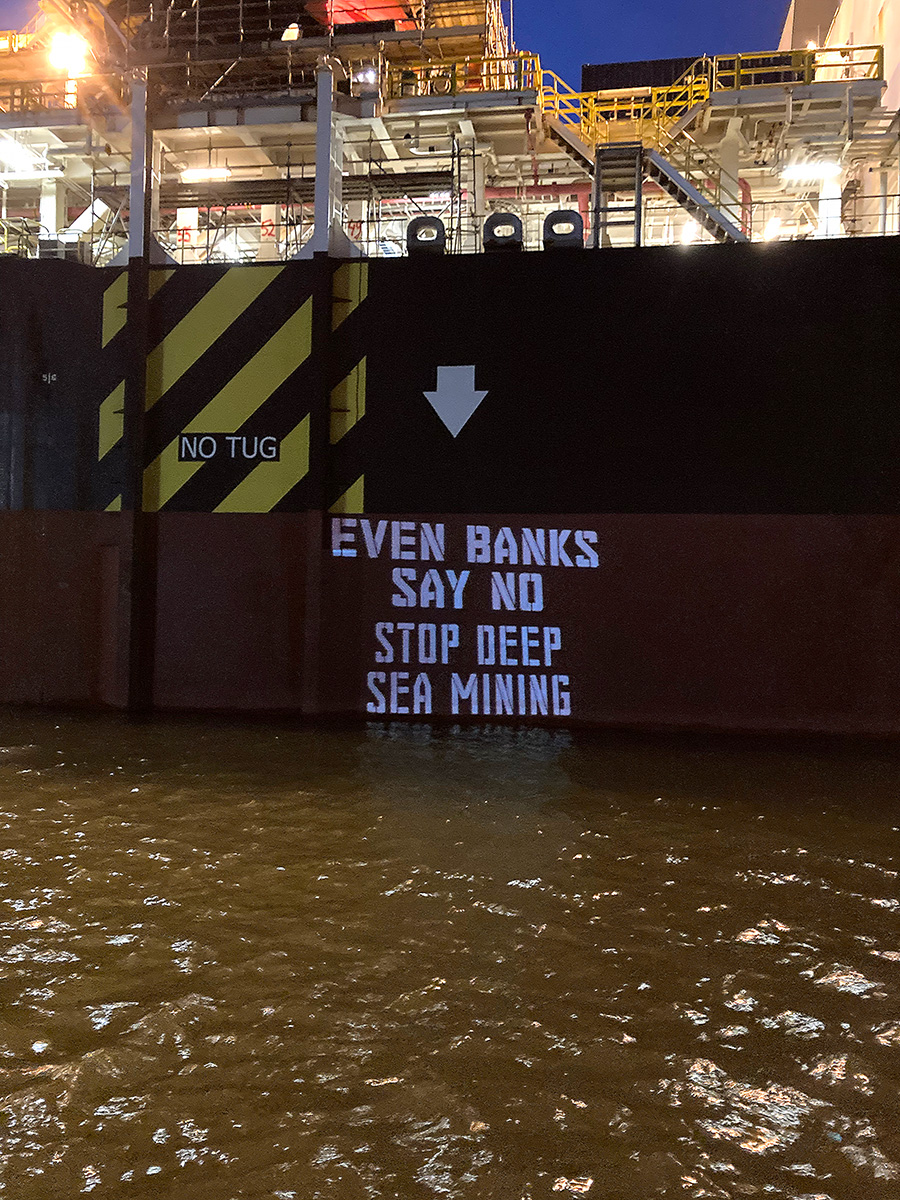 NO TUG
EVEN BANKS
SAY NO
STOP DEEP
SEA MINING